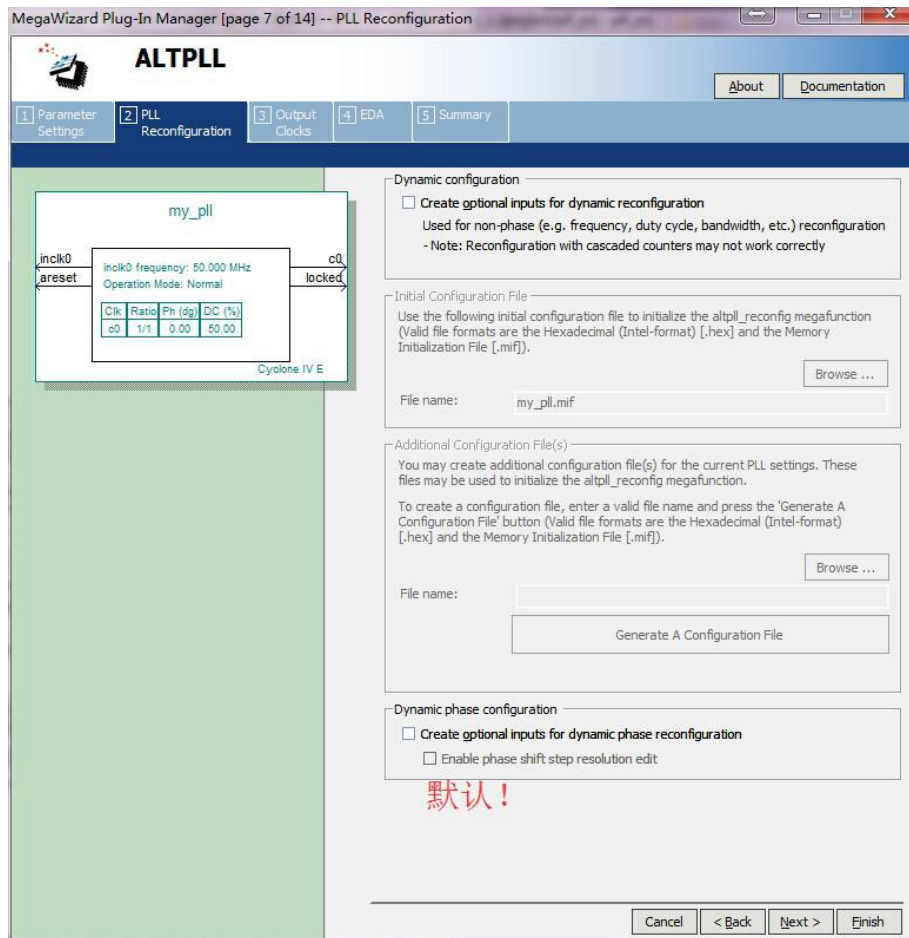 MegaWizard Plug-In Manager [page 7 of 14] -- PLL Reconfiguration
ALTPLL
About
Documentation
1 Parameter Settings
2 PLL Reconfiguration
3 Output Clocks
4 EDA
5 Summary
my_pll
inclk0
areset
c0
locked
inclk0 frequency: 50.000 MHz
Operation Mode: Normal
Clk Ratio Ph (dg) DC (%)
c0 1/1 0.00 50.00
Cyclone IV E
Dynamic configuration
Create optional inputs for dynamic reconfiguration
Used for non-phase (e.g. frequency, duty cycle, bandwidth, etc.) reconfiguration
- Note: Reconfiguration with cascaded counters may not work correctly
Initial Configuration File
Use the following initial configuration file to initialize the altpll_reconfig megafunction
(Valid file formats are the Hexadecimal (Intel-format) [.hex] and the Memory
Initialization File [.mif]).
Browse ...
File name:
my_pll.mif
Additional Configuration File(s)
You may create additional configuration file(s) for the current PLL settings. These
files may be used to initialize the altpll_reconfig megafunction.
To create a configuration file, enter a valid file name and press the 'Generate A
Configuration File' button (Valid file formats are the Hexadecimal (Intel-format)
[.hex] and the Memory Initialization File [.mif]).
Browse ...
File name:
Generate A Configuration File
Dynamic phase configuration
Create optional inputs for dynamic phase reconfiguration
Enable phase shift step resolution edit
默认！
Cancel
< Back
Next >
Finish